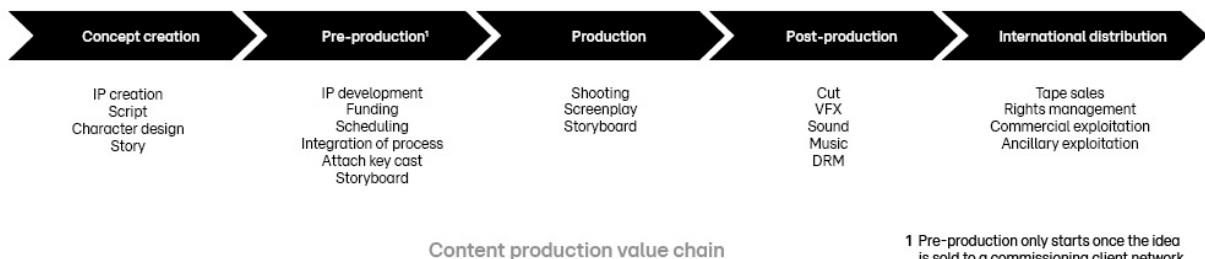 Concept creation
Pre-production¹
Production
Post-production
International distribution
IP creation
Script
Character design
Story
IP development
Funding
Scheduling
Integration of process
Attach key cast
Storyboard
Shooting
Screenplay
Storyboard
Cut
VFX
Sound
Music
DRM
Tape sales
Rights management
Commercial exploitation
Ancillary exploitation
Content production value chain
1 Pre-production only starts once the idea
is sold to a commissioning client network